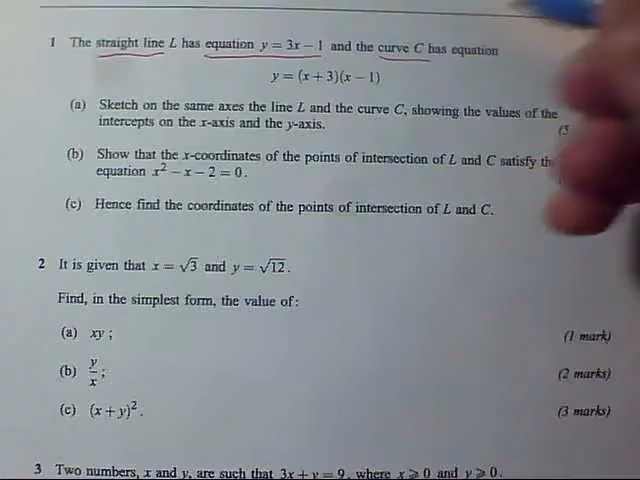 1 The straight line L has equation y = 3x − 1 and the curve C has equation
y = (x + 3)(x − 1)
(a) Sketch on the same axes the line L and the curve C, showing the values of the
intercepts on the x-axis and the y-axis.
(b) Show that the x-coordinates of the points of intersection of L and C satisfy
equation x² − x − 2 = 0.
(c) Hence find the coordinates of the points of intersection of L and C.
2 It is given that x = √3 and y = √12.
Find, in the simplest form, the value of:
(a) xy ; (1 mark)
(b) y/x ; (2 marks)
(c) (x + y)². (3 marks)
3 Two numbers, x and y, are such that 3x + y = 9, where x ⩾ 0 and y ⩾ 0.